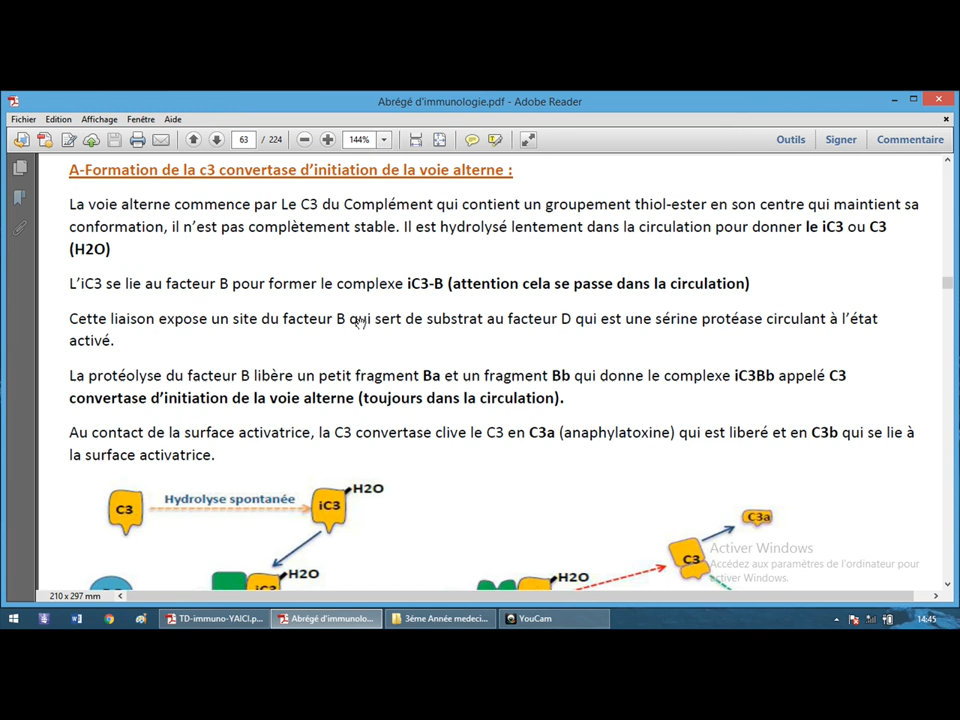 Abrégé d'immunologie.pdf - Adobe Reader
Fichier Edition Affichage Fenêtre Aide
63 / 224 144% Outils Signer Commentaire
A-Formation de la c3 convertase d'initiation de la voie alterne :
La voie alterne commence par Le C3 du Complément qui contient un groupement thiol-ester en son centre qui maintient sa
conformation, il n'est pas complètement stable. Il est hydrolysé lentement dans la circulation pour donner le iC3 ou C3
(H2O)
L'iC3 se lie au facteur B pour former le complexe iC3-B (attention cela se passe dans la circulation)
Cette liaison expose un site du facteur B qui sert de substrat au facteur D qui est une sérine protéase circulant à l'état
activé.
La protéolyse du facteur B libère un petit fragment Ba et un fragment Bb qui donne le complexe iC3Bb appelé C3
convertase d'initiation de la voie alterne (toujours dans la circulation).
Au contact de la surface activatrice, la C3 convertase clive le C3 en C3a (anaphylatoxine) qui est liberé et en C3b qui se lie à
la surface activatrice.
C3 Hydrolyse spontanée iC3 H2O
C3a
C3
Activer Windows
Accédez aux paramètres de l'ordinateur pour
activer Windows.
H2O
iC3
H2O
210 x 297 mm
TD-immuno-YAICI.p... Abrégé d'immunolo... 3éme Année medeci... YouCam 14:45